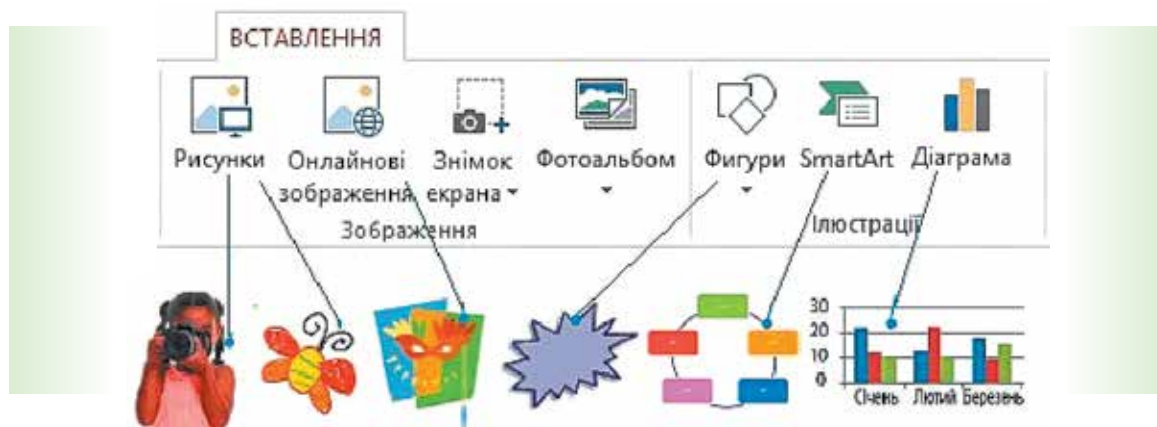 ВСТАВЛЕННЯ
Рисунки Онлайнові зображення Знімок екрана Фотоальбом Фигури SmartArt Діаграма
Зображення Ілюстрації
30
20
10
0
Січень Лютий Березень